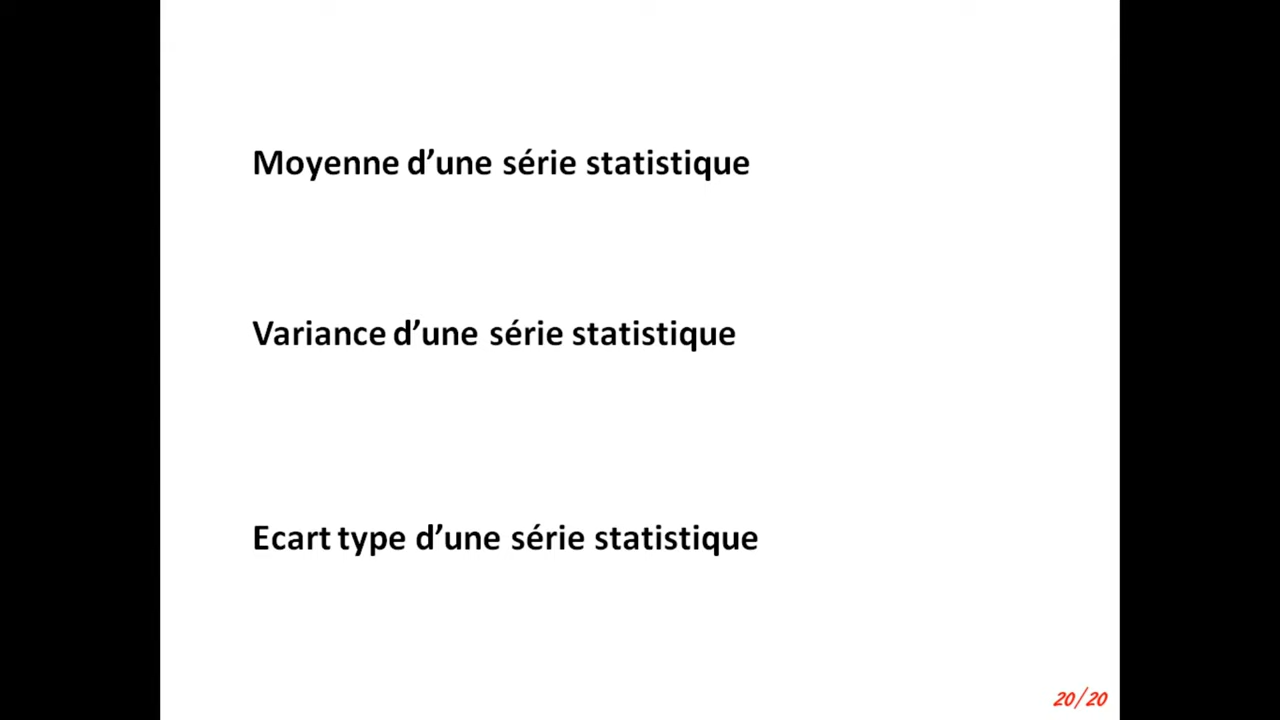 Moyenne d’une série statistique
Variance d’une série statistique
Ecart type d’une série statistique
20/20